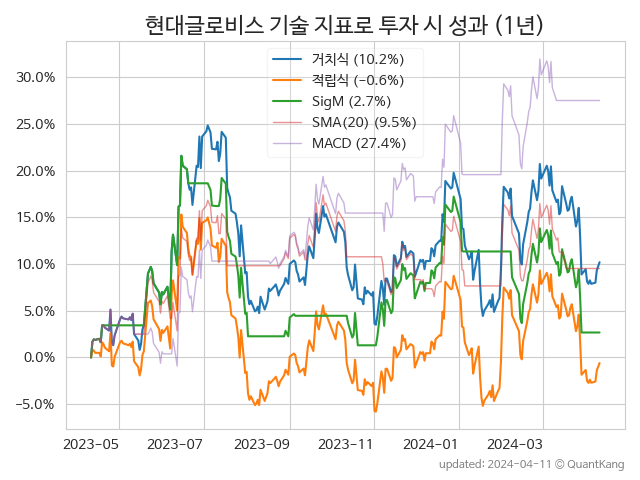 현대글로비스 기술 지표로 투자 시 성과 (1년)
거치식 (10.2%)
적립식 (−0.6%)
SigM (2.7%)
SMA(20) (9.5%)
MACD (27.4%)
30.0%
25.0%
20.0%
15.0%
10.0%
5.0%
0.0%
−5.0%
2023-05 2023-07 2023-09 2023-11 2024-01 2024-03
updated: 2024-04-11 © QuantKang